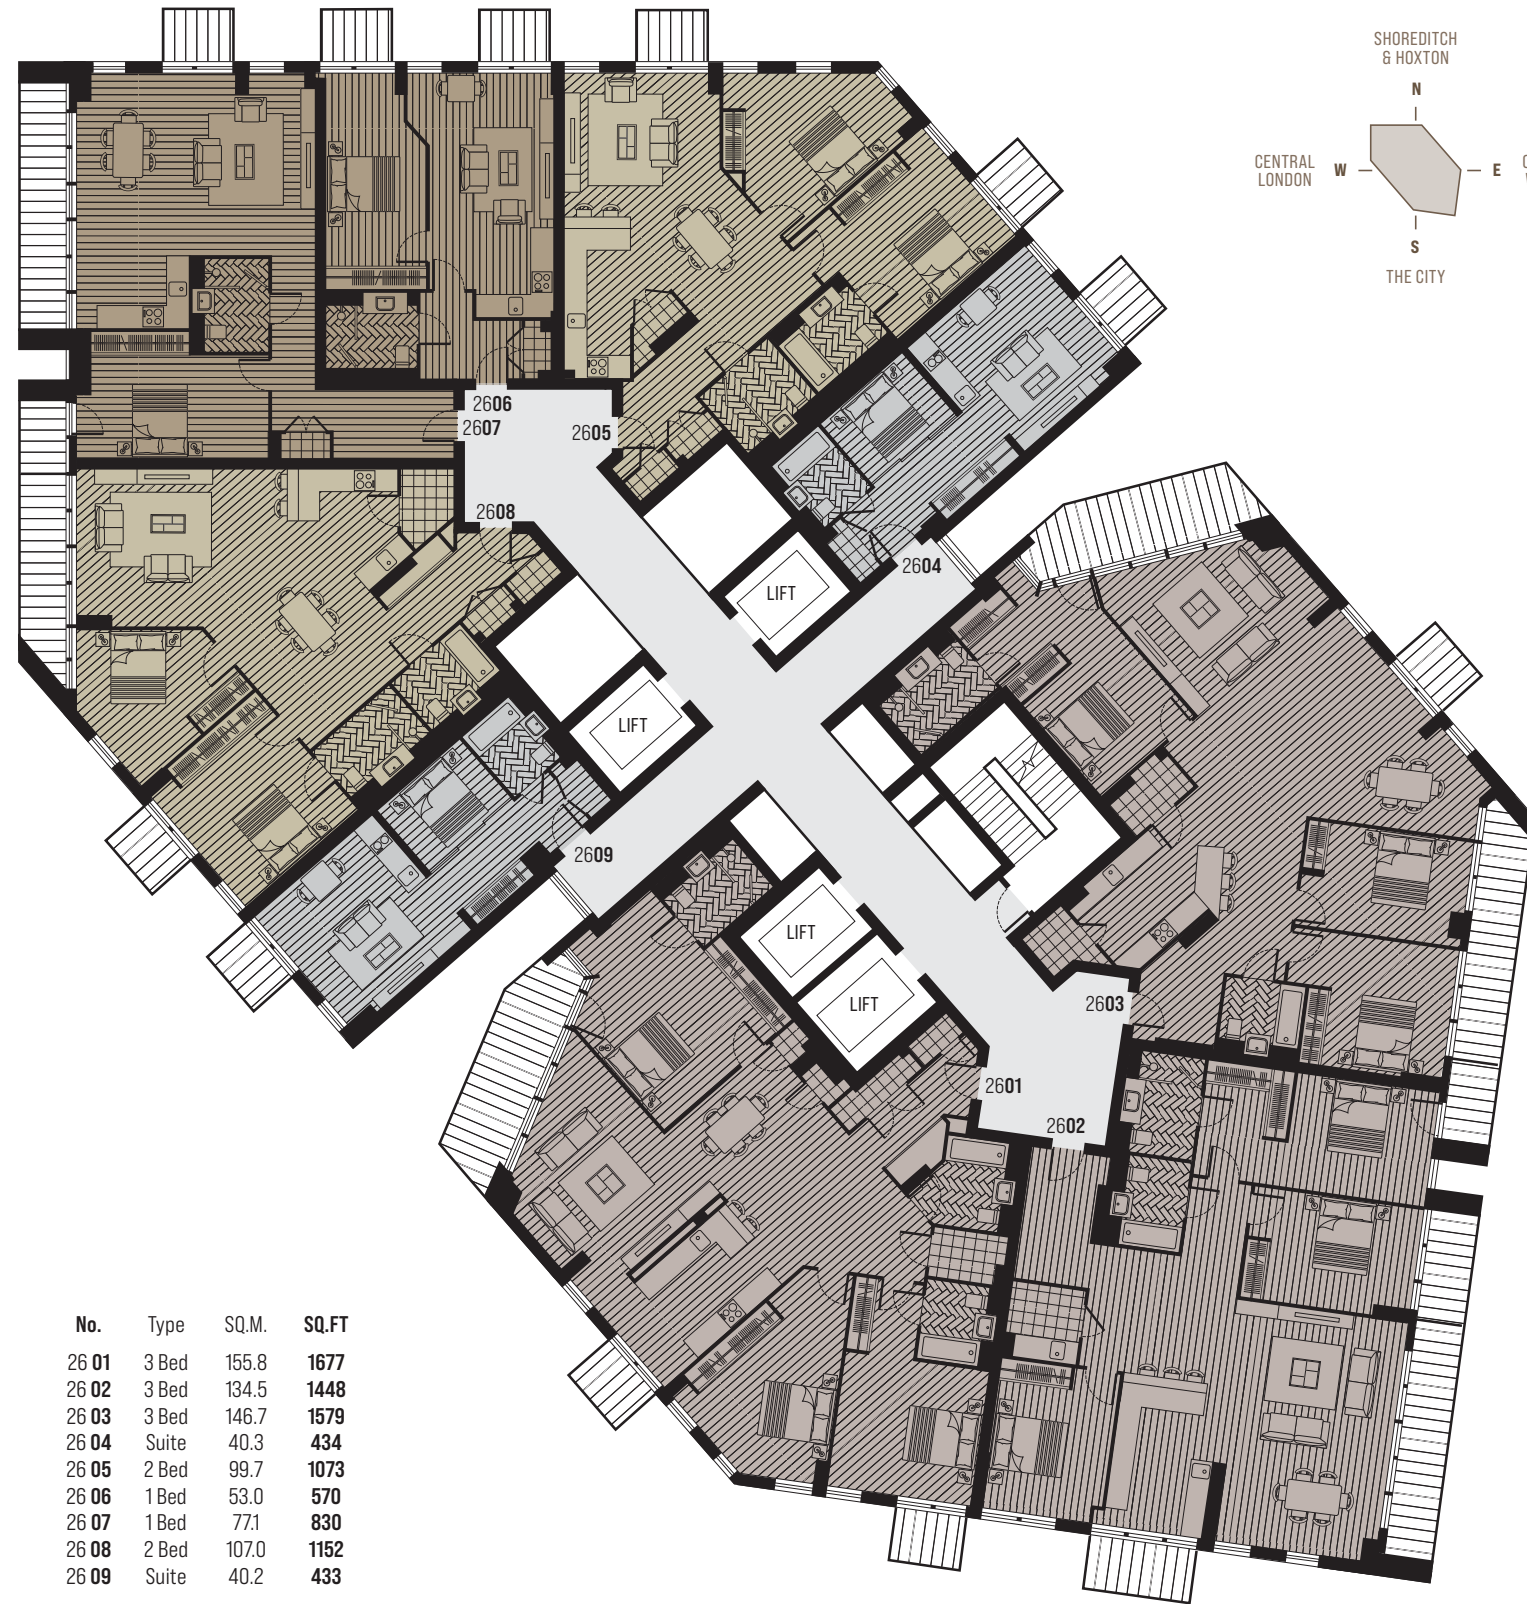 SHOREDITCH
& HOXTON
N
CENTRAL
LONDON
W
E
S
THE CITY
2606
2607
2605
2608
2604
LIFT
LIFT
2609
LIFT
LIFT
2603
2601
2602
No. Type SQ.M. SQ.FT
26 01 3 Bed 155.8 1677
26 02 3 Bed 134.5 1448
26 03 3 Bed 146.7 1579
26 04 Suite 40.3 434
26 05 2 Bed 99.7 1073
26 06 1 Bed 53.0 570
26 07 1 Bed 77.1 830
26 08 2 Bed 107.0 1152
26 09 Suite 40.2 433